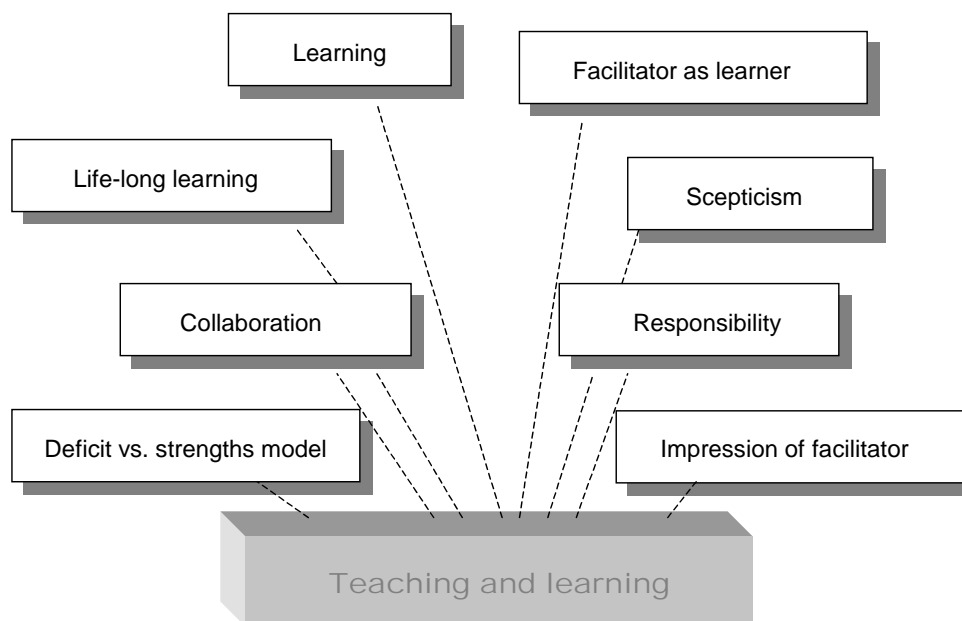 Learning
Facilitator as learner
Life-long learning
Scepticism
Collaboration
Responsibility
Deficit vs. strengths model
Impression of facilitator
Teaching and learning